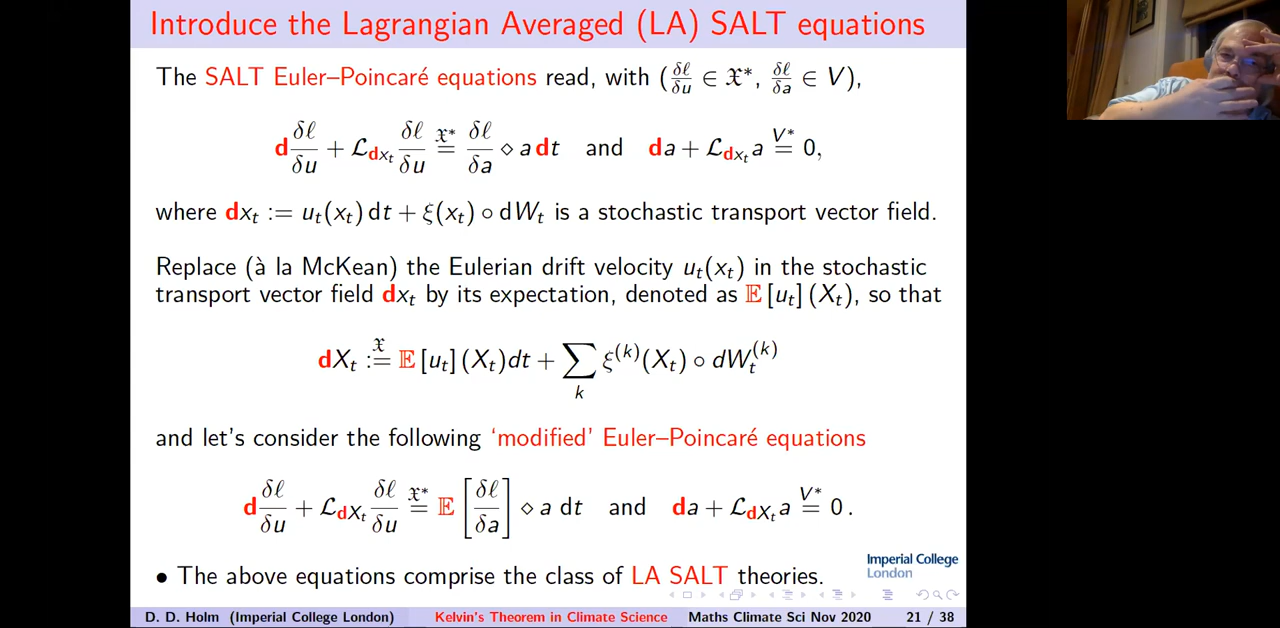 Introduce the Lagrangian Averaged (LA) SALT equations
The SALT Euler–Poincaré equations read, with (δℓ/δu ∈ 𝔛*, δℓ/δa ∈ V),
d δℓ/δu + ℒ_{dx_t} δℓ/δu =^{𝔛*} δℓ/δa ⋄ a dt and da + ℒ_{dx_t} a =^{V*} 0,
where dx_t := u_t(x_t) dt + ξ(x_t) ∘ dW_t is a stochastic transport vector field.
Replace (à la McKean) the Eulerian drift velocity u_t(x_t) in the stochastic
transport vector field dx_t by its expectation, denoted as 𝔼[u_t](X_t), so that
dX_t :=^{𝔛} 𝔼[u_t](X_t)dt + ∑_k ξ^{(k)}(X_t) ∘ dW_t^{(k)}
and let's consider the following ‘modified’ Euler–Poincaré equations
d δℓ/δu + ℒ_{dX_t} δℓ/δu =^{𝔛*} 𝔼[δℓ/δa] ⋄ a dt and da + ℒ_{dX_t} a =^{V*} 0.
• The above equations comprise the class of LA SALT theories.
Imperial College
London
D. D. Holm (Imperial College London) Kelvin's Theorem in Climate Science Maths Climate Sci Nov 2020 21 / 38